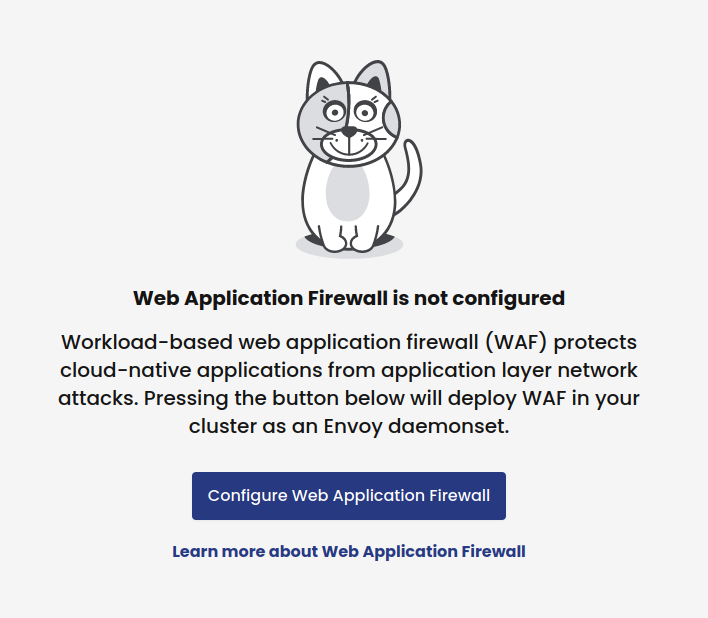 Web Application Firewall is not configured
Workload-based web application firewall (WAF) protects
cloud-native applications from application layer network
attacks. Pressing the button below will deploy WAF in your
cluster as an Envoy daemonset.
Configure Web Application Firewall
Learn more about Web Application Firewall